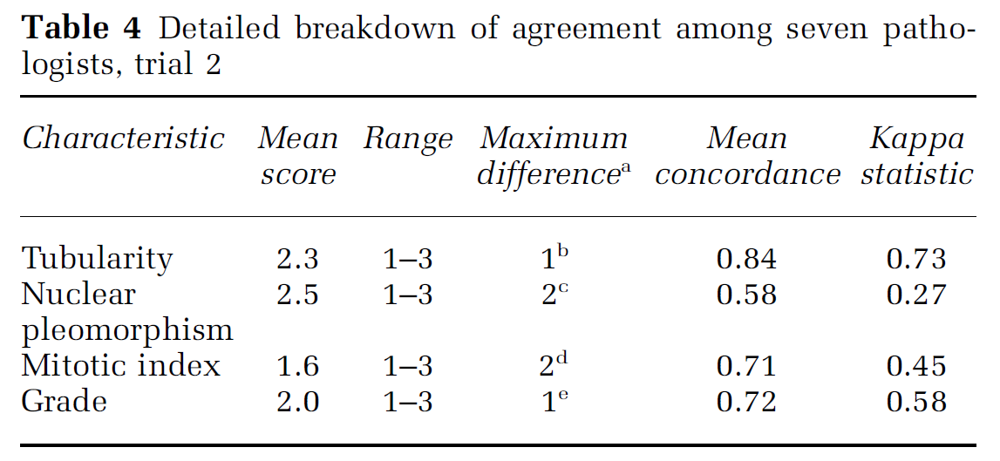 Table 4 Detailed breakdown of agreement among seven patho-
logists, trial 2
Characteristic Mean Range Maximum Mean Kappa
score differenceᵃ concordance statistic
Tubularity 2.3 1–3 1ᵇ 0.84 0.73
Nuclear 2.5 1–3 2ᶜ 0.58 0.27
pleomorphism
Mitotic index 1.6 1–3 2ᵈ 0.71 0.45
Grade 2.0 1–3 1ᵉ 0.72 0.58